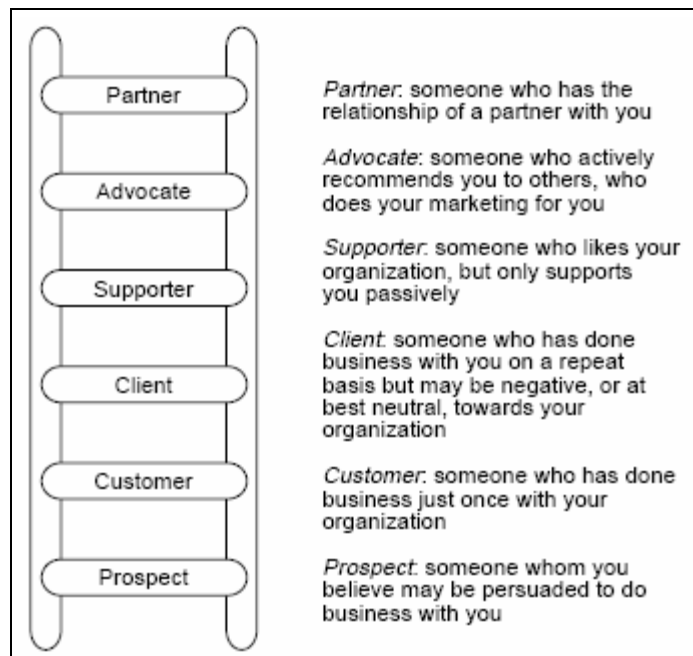 Partner
Partner: someone who has the
relationship of a partner with you
Advocate
Advocate: someone who actively
recommends you to others, who
does your marketing for you
Supporter
Supporter: someone who likes your
organization, but only supports
you passively
Client
Client: someone who has done
business with you on a repeat
basis but may be negative, or at
best neutral, towards your
organization
Customer
Customer: someone who has done
business just once with your
organization
Prospect
Prospect: someone whom you
believe may be persuaded to do
business with you